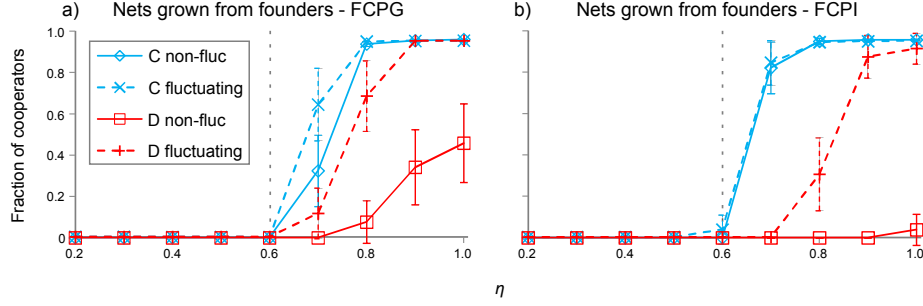 a) Nets grown from founders - FCPG
b) Nets grown from founders - FCPI
Fraction of cooperators
1.0
0.8
0.6
0.4
0.2
0
C non-fluc
C fluctuating
D non-fluc
D fluctuating
0.2 0.4 0.6 0.8 1.0
0.2 0.4 0.6 0.8 1.0
η